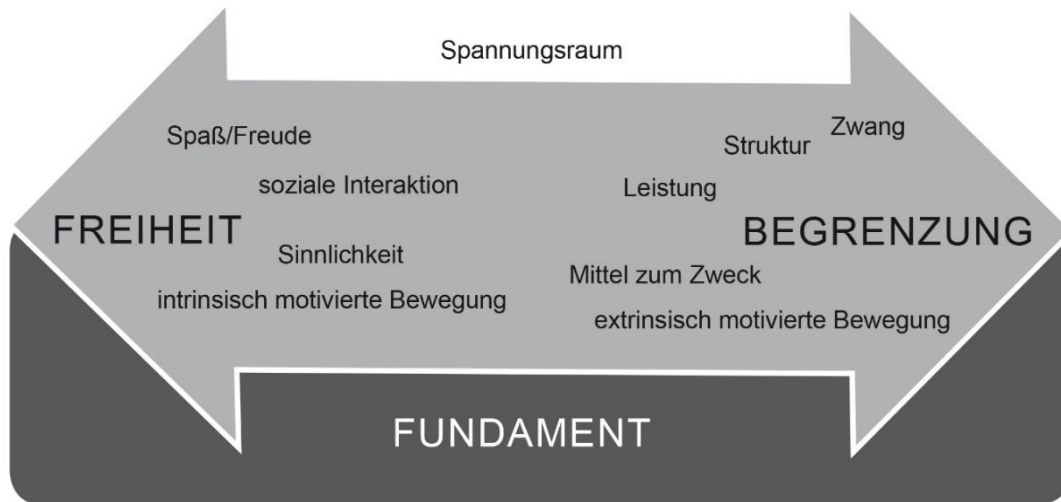 Spannungsraum
Zwang
Spaß/Freude
Struktur
soziale Interaktion
Leistung
FREIHEIT
BEGRENZUNG
Sinnlichkeit
Mittel zum Zweck
intrinsisch motivierte Bewegung
extrinsisch motivierte Bewegung
FUNDAMENT